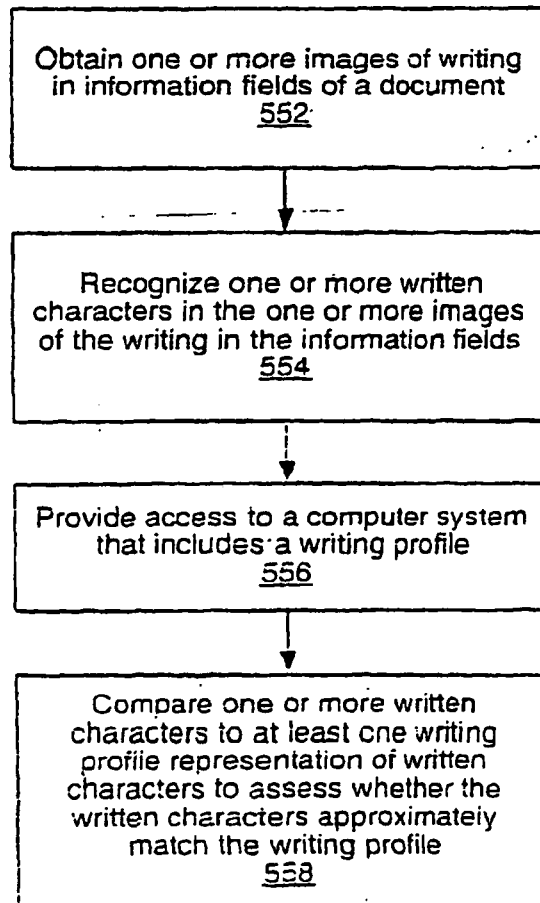 Obtain one or more images of writing
in information fields of a document
552
Recognize one or more written
characters in the one or more images
of the writing in the information fields
554
Provide access to a computer system
that includes a writing profile
556
Compare one or more written
characters to at least one writing
profile representation of written
characters to assess whether the
written characters approximately
match the writing profile
558